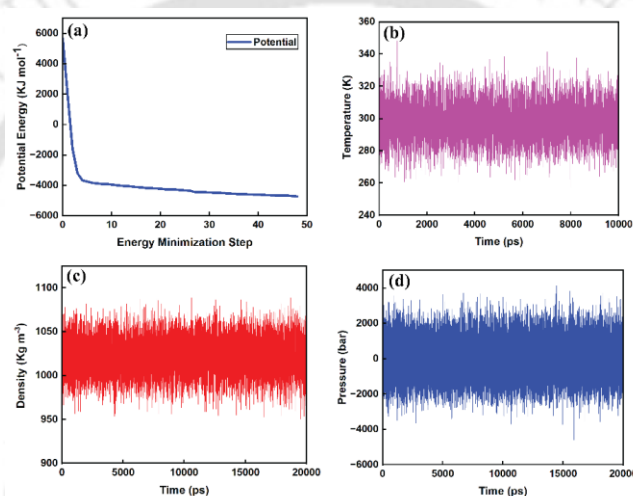 (a)
Potential
Potential Energy (KJ mol⁻¹)
6000
4000
2000
0
−2000
−4000
−6000
0 10 20 30 40 50
Energy Minimization Step
(b)
Temperature (K)
360
340
320
300
280
260
240
0 2000 4000 6000 8000 10000
Time (ps)
(c)
Density (Kg m⁻³)
1100
1050
1000
950
900
0 5000 10000 15000 20000
Time (ps)
(d)
Pressure (bar)
4000
2000
0
−2000
−4000
−6000
0 5000 10000 15000 20000
Time (ps)